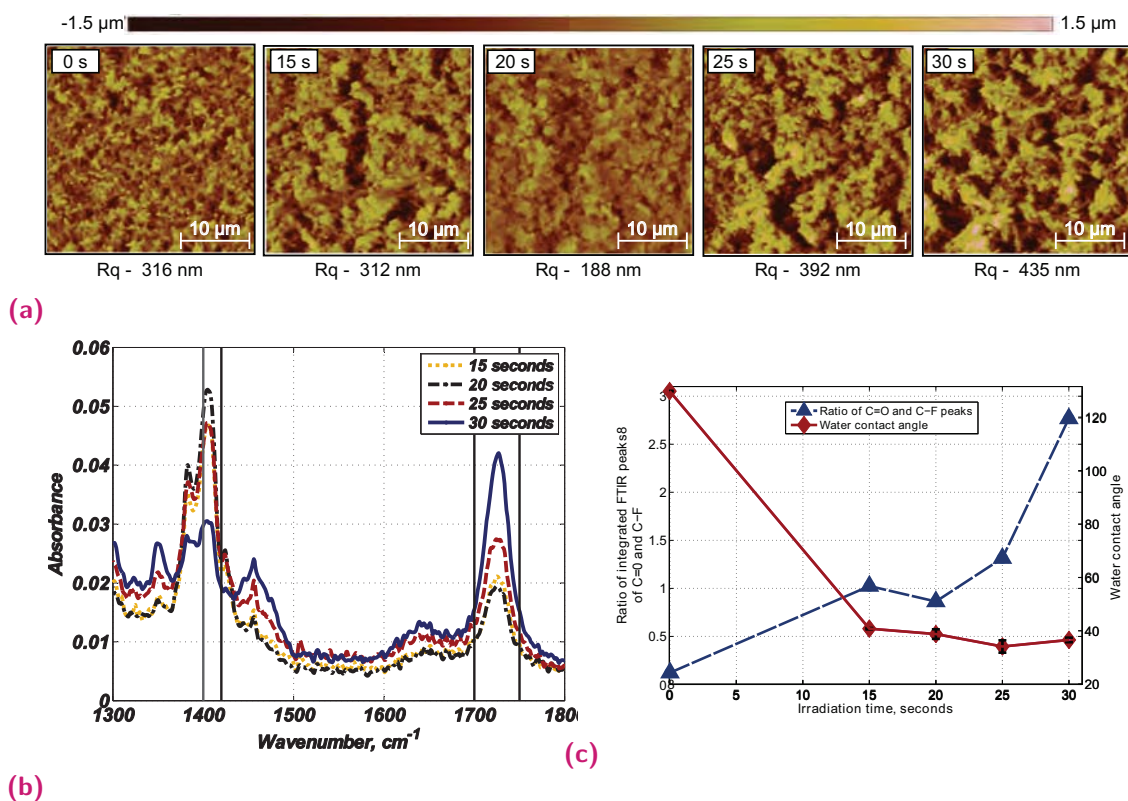 -1.5 µm 1.5 µm
0 s 15 s 20 s 25 s 30 s
10 µm 10 µm 10 µm 10 µm 10 µm
Rq - 316 nm Rq - 312 nm Rq - 188 nm Rq - 392 nm Rq - 435 nm
(a)
0.06
0.05
0.04
0.03
0.02
0.01
0
Absorbance
15 seconds
20 seconds
25 seconds
30 seconds
1300 1400 1500 1600 1700 1800
Wavenumber, cm-1
(b)
3
2.5
2
1.5
1
0.5
0
Ratio of integrated FTIR peaks8
of C=0 and C-F
Ratio of C=O and C-F peaks
Water contact angle
120
100
80
60
40
20
Water contact angle
0 5 10 15 20 25 30
Irradiation time, seconds
(c)